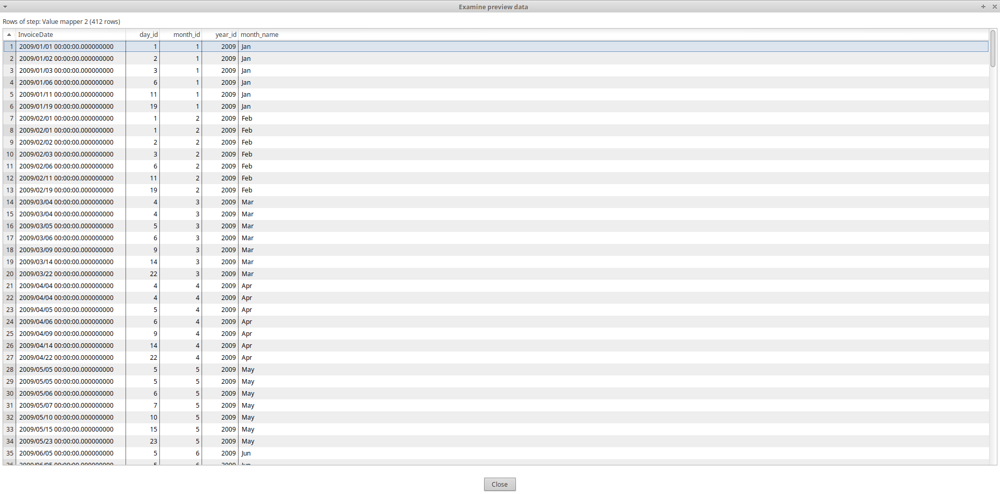 Examine preview data
Rows of step: Value mapper 2 (412 rows)
InvoiceDate day_id month_id year_id month_name
1 2009/01/01 00:00:00.000000000 1 1 2009 Jan
2 2009/01/02 00:00:00.000000000 2 1 2009 Jan
3 2009/01/03 00:00:00.000000000 3 1 2009 Jan
4 2009/01/06 00:00:00.000000000 6 1 2009 Jan
5 2009/01/11 00:00:00.000000000 11 1 2009 Jan
6 2009/01/19 00:00:00.000000000 19 1 2009 Jan
7 2009/02/01 00:00:00.000000000 1 2 2009 Feb
8 2009/02/01 00:00:00.000000000 1 2 2009 Feb
9 2009/02/02 00:00:00.000000000 2 2 2009 Feb
10 2009/02/03 00:00:00.000000000 3 2 2009 Feb
11 2009/02/06 00:00:00.000000000 6 2 2009 Feb
12 2009/02/11 00:00:00.000000000 11 2 2009 Feb
13 2009/02/19 00:00:00.000000000 19 2 2009 Feb
14 2009/03/04 00:00:00.000000000 4 3 2009 Mar
15 2009/03/04 00:00:00.000000000 4 3 2009 Mar
16 2009/03/05 00:00:00.000000000 5 3 2009 Mar
17 2009/03/06 00:00:00.000000000 6 3 2009 Mar
18 2009/03/09 00:00:00.000000000 9 3 2009 Mar
19 2009/03/14 00:00:00.000000000 14 3 2009 Mar
20 2009/03/22 00:00:00.000000000 22 3 2009 Mar
21 2009/04/04 00:00:00.000000000 4 4 2009 Apr
22 2009/04/04 00:00:00.000000000 4 4 2009 Apr
23 2009/04/05 00:00:00.000000000 5 4 2009 Apr
24 2009/04/06 00:00:00.000000000 6 4 2009 Apr
25 2009/04/09 00:00:00.000000000 9 4 2009 Apr
26 2009/04/14 00:00:00.000000000 14 4 2009 Apr
27 2009/04/22 00:00:00.000000000 22 4 2009 Apr
28 2009/05/05 00:00:00.000000000 5 5 2009 May
29 2009/05/05 00:00:00.000000000 5 5 2009 May
30 2009/05/06 00:00:00.000000000 6 5 2009 May
31 2009/05/07 00:00:00.000000000 7 5 2009 May
32 2009/05/10 00:00:00.000000000 10 5 2009 May
33 2009/05/15 00:00:00.000000000 15 5 2009 May
34 2009/05/23 00:00:00.000000000 23 5 2009 May
35 2009/06/05 00:00:00.000000000 5 6 2009 Jun
Close